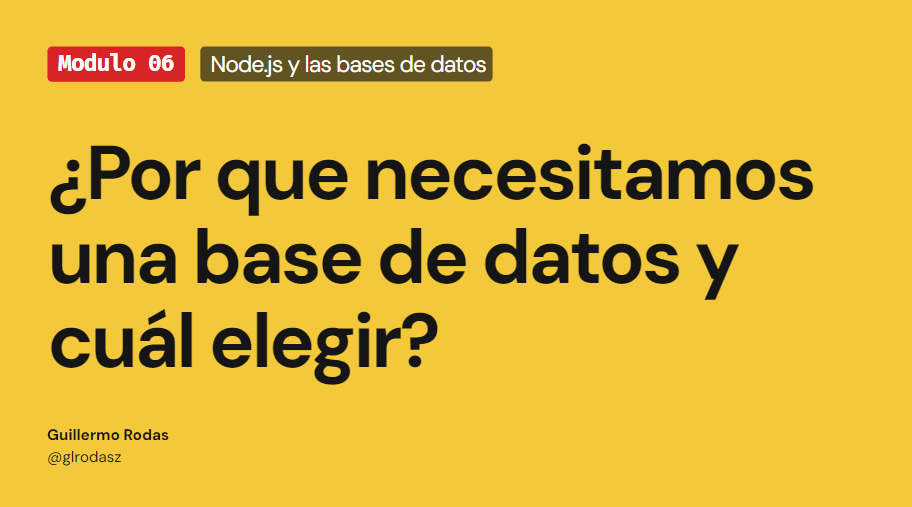 Modulo 06
Node.js y las bases de datos
¿Por que necesitamos
una base de datos y
cuál elegir?
Guillermo Rodas
@glrodasz